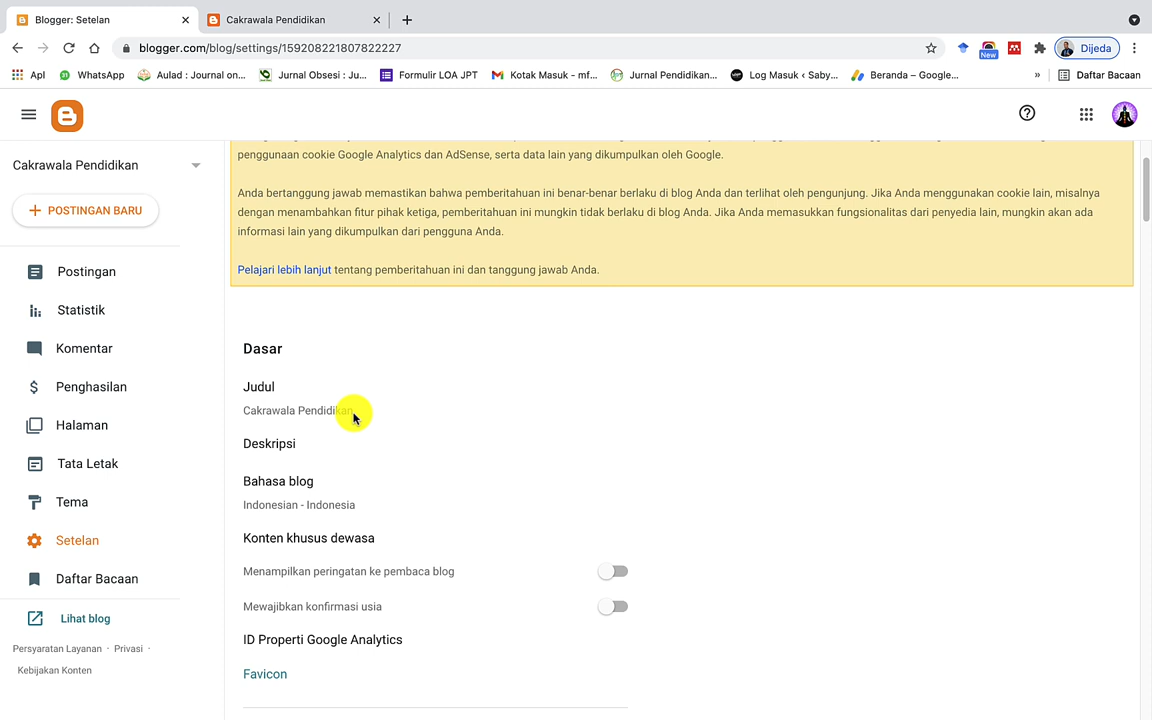 Blogger: Setelan
Cakrawala Pendidikan
blogger.com/blog/settings/159208221807822227
New
Dijeda
Apl
WhatsApp
Aulad : Journal on...
Jurnal Obsesi : Ju...
Formulir LOA JPT
Kotak Masuk - mf...
Jurnal Pendidikan...
Log Masuk ‹ Saby...
Beranda – Google...
»
Daftar Bacaan
Cakrawala Pendidikan
POSTINGAN BARU
Postingan
Statistik
Komentar
Penghasilan
Halaman
Tata Letak
Tema
Setelan
Daftar Bacaan
Lihat blog
Persyaratan Layanan · Privasi ·
Kebijakan Konten
penggunaan cookie Google Analytics dan AdSense, serta data lain yang dikumpulkan oleh Google.
Anda bertanggung jawab memastikan bahwa pemberitahuan ini benar-benar berlaku di blog Anda dan terlihat oleh pengunjung. Jika Anda menggunakan cookie lain, misalnya
dengan menambahkan fitur pihak ketiga, pemberitahuan ini mungkin tidak berlaku di blog Anda. Jika Anda memasukkan fungsionalitas dari penyedia lain, mungkin akan ada
informasi lain yang dikumpulkan dari pengguna Anda.
Pelajari lebih lanjut tentang pemberitahuan ini dan tanggung jawab Anda.
Dasar
Judul
Cakrawala Pendidikan
Deskripsi
Bahasa blog
Indonesian - Indonesia
Konten khusus dewasa
Menampilkan peringatan ke pembaca blog
Mewajibkan konfirmasi usia
ID Properti Google Analytics
Favicon